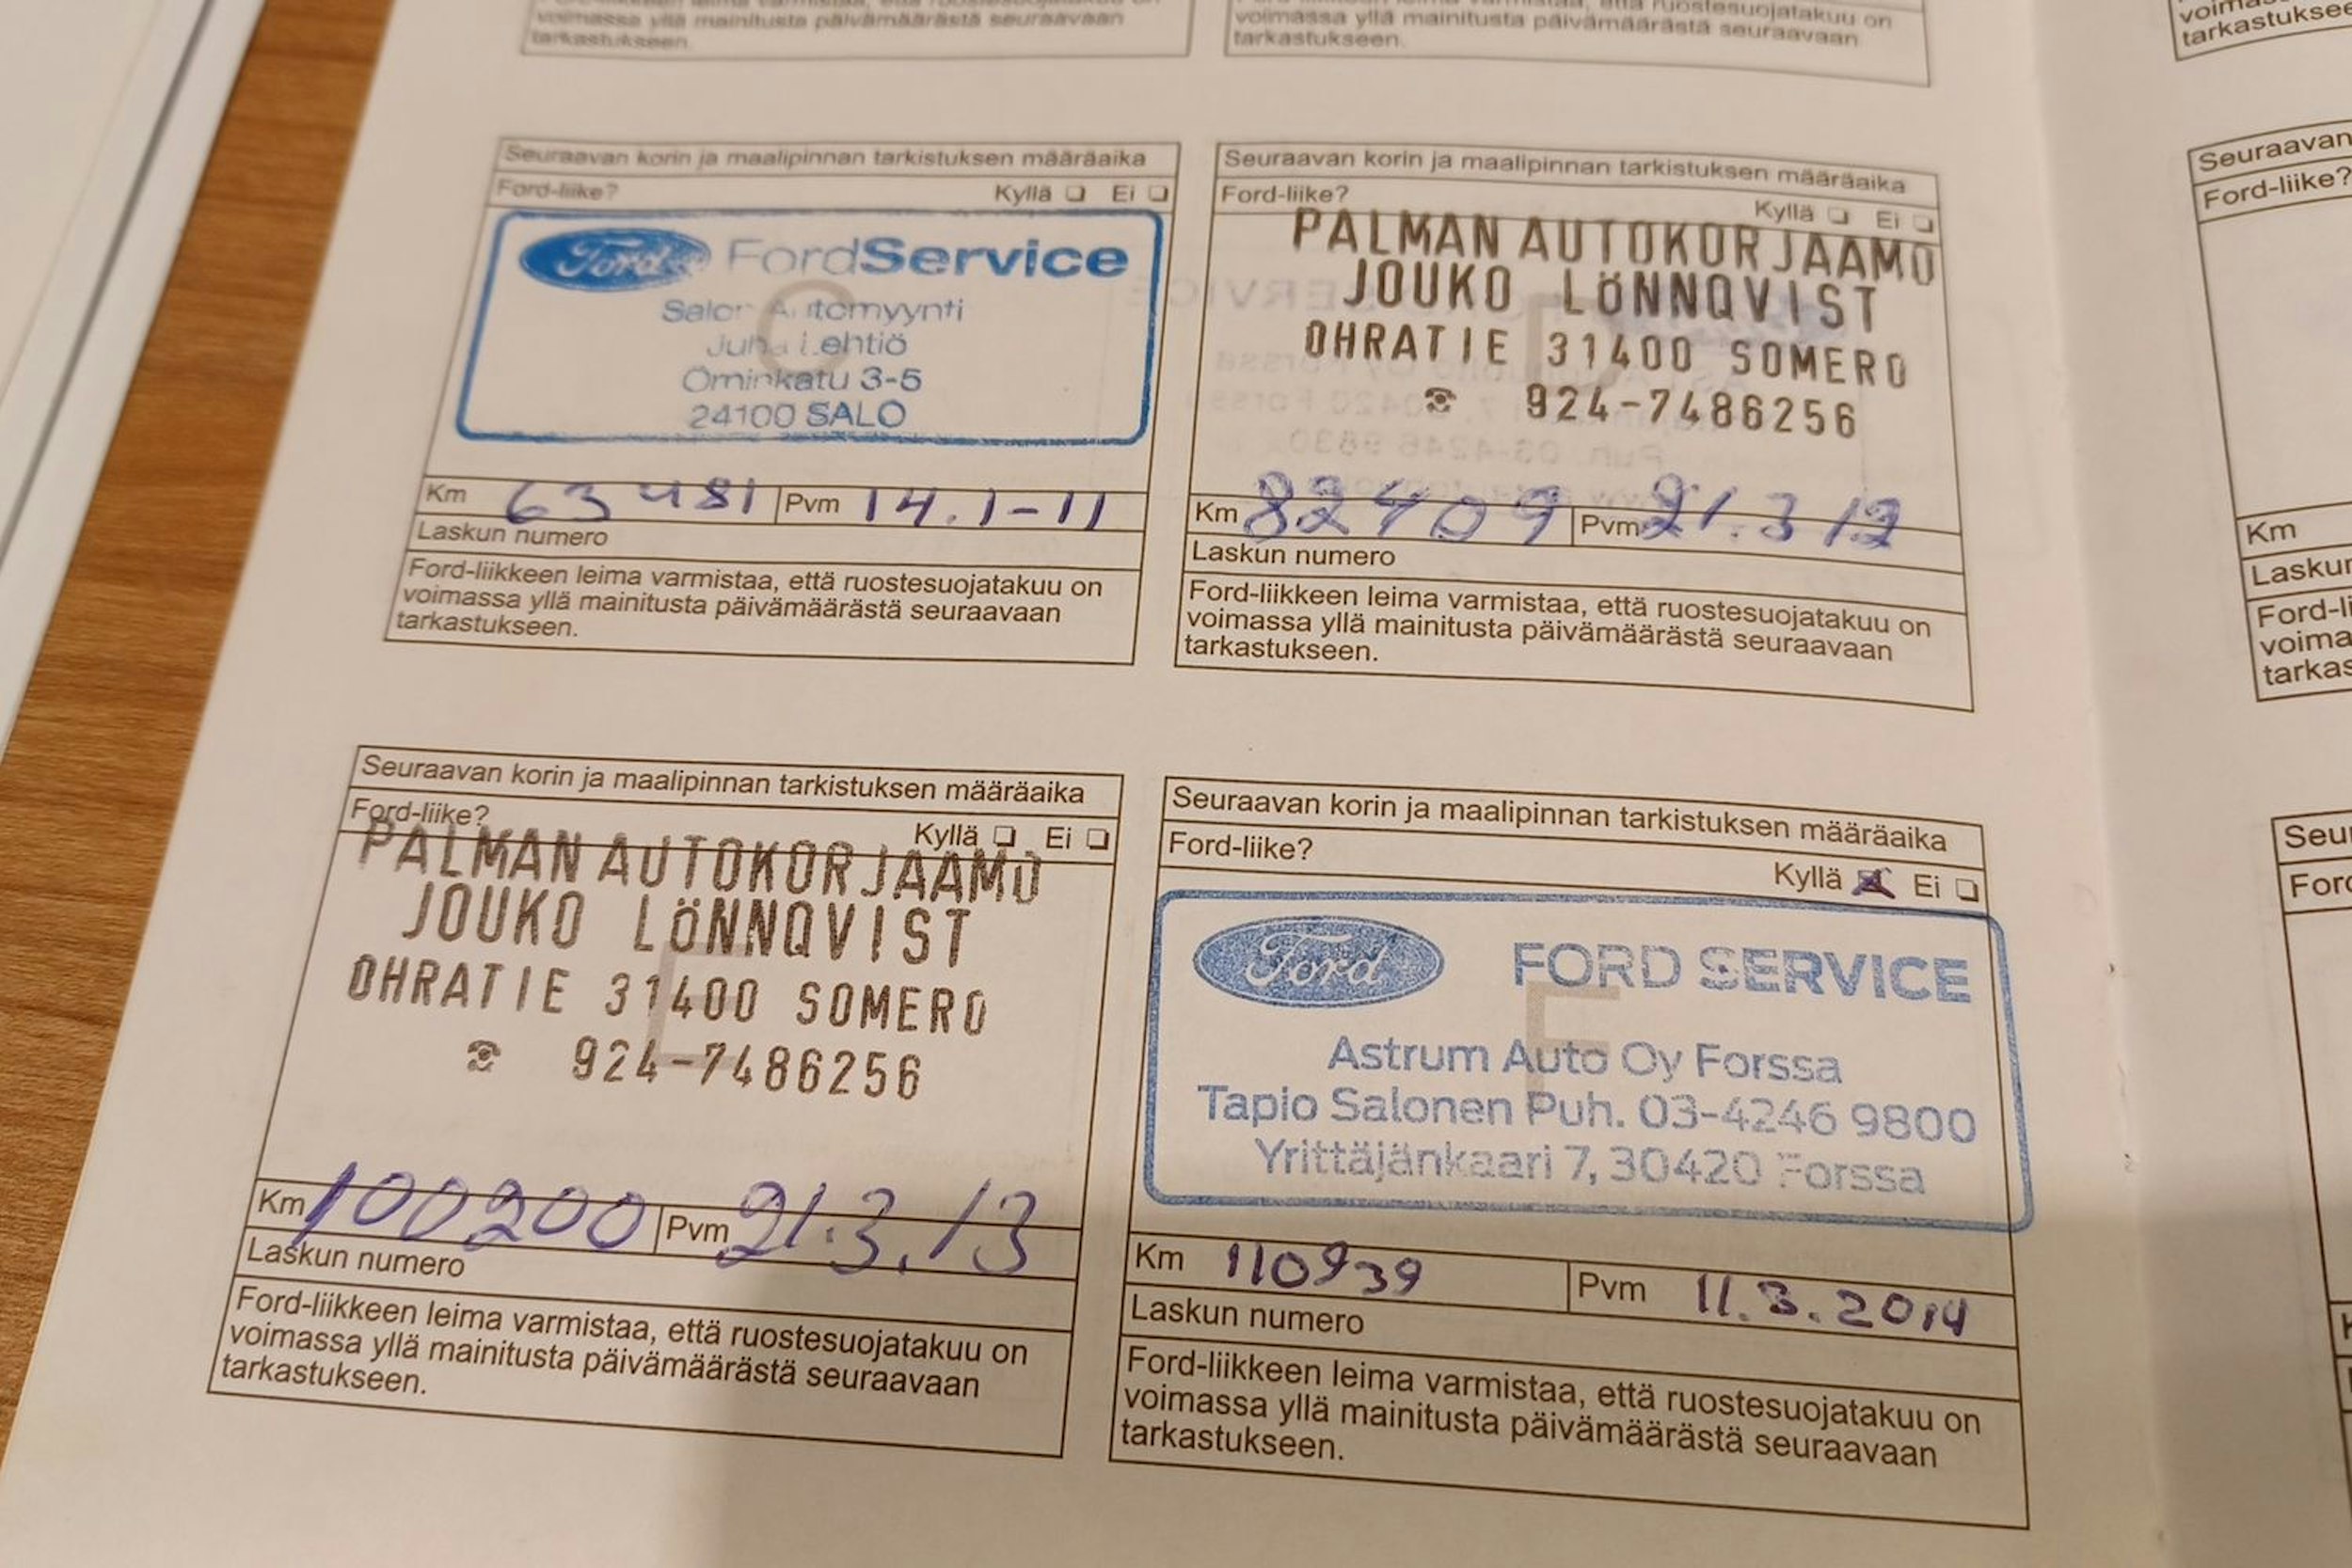 voimassa yllä mainitusta päivämäärästä seuraavaan
tarkastukseen.
ruostesuojatakuu on
voimassa yllä mainitusta päivämäärästä seuraavaan
tarkastukseen.
tarkastukseen
Seuraavan korin ja maalipinnan tarkistuksen määräaika
Ford-liike? Kyllä ❑ Ei ❑
Ford FordService
Salon Automyynti
Juha Lehtiö
Örninkatu 3-5
24100 SALO
Km 63481 Pvm 14.1-11
Laskun numero
Ford-liikkeen leima varmistaa, että ruostesuojatakuu on
voimassa yllä mainitusta päivämäärästä seuraavaan
tarkastukseen.
Seuraavan korin ja maalipinnan tarkistuksen määräaika
Ford-liike? Kyllä ❑ Ei ❑
PALMAN AUTOKORJAAMO
JOUKO LÖNNQVIST
OHRATIE 31400 SOMERO
☎ 924-7486256
Km 82409 Pvm 21.3.12
Laskun numero
Ford-liikkeen leima varmistaa, että ruostesuojatakuu on
voimassa yllä mainitusta päivämäärästä seuraavaan
tarkastukseen.
Seuraavan
Ford-liike?
Km
Seuraavan korin ja maalipinnan tarkistuksen määräaika
Ford-liike? Kyllä ❑ Ei ❑
PALMAN AUTOKORJAAMO
JOUKO LÖNNQVIST
OHRATIE 31400 SOMERO
☎ 924-7486256
E
Km 100200 Pvm 21.3.13
Laskun numero
Ford-liikkeen leima varmistaa, että ruostesuojatakuu on
voimassa yllä mainitusta päivämäärästä seuraavaan
tarkastukseen.
Seuraavan korin ja maalipinnan tarkistuksen määräaika
Ford-liike? Kyllä ☒ Ei ❑
Ford FORD SERVICE
Astrum Auto Oy Forssa
Tapio Salonen Puh. 03-4246 9800
Yrittäjänkaari 7, 30420 Forssa
F
Km 110939 Pvm 11.3.2014
Laskun numero
Ford-liikkeen leima varmistaa, että ruostesuojatakuu on
voimassa yllä mainitusta päivämäärästä seuraavaan
tarkastukseen.